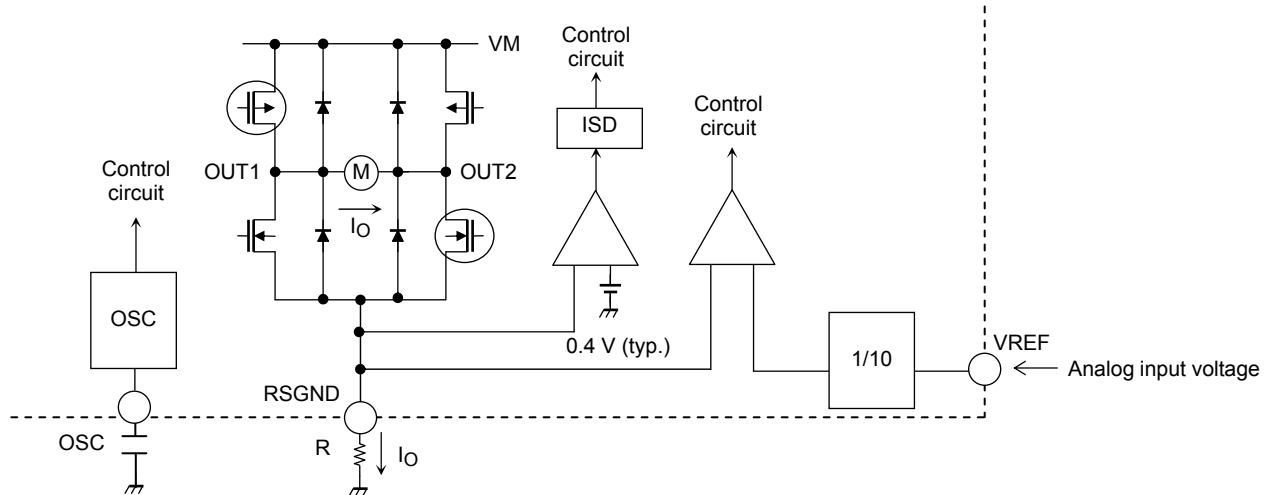 VM
Control
circuit
ISD
Control
circuit
OUT1
M
OUT2
Control
circuit
IO
OSC
0.4 V (typ.)
1/10
VREF
Analog input voltage
RSGND
OSC
R
IO